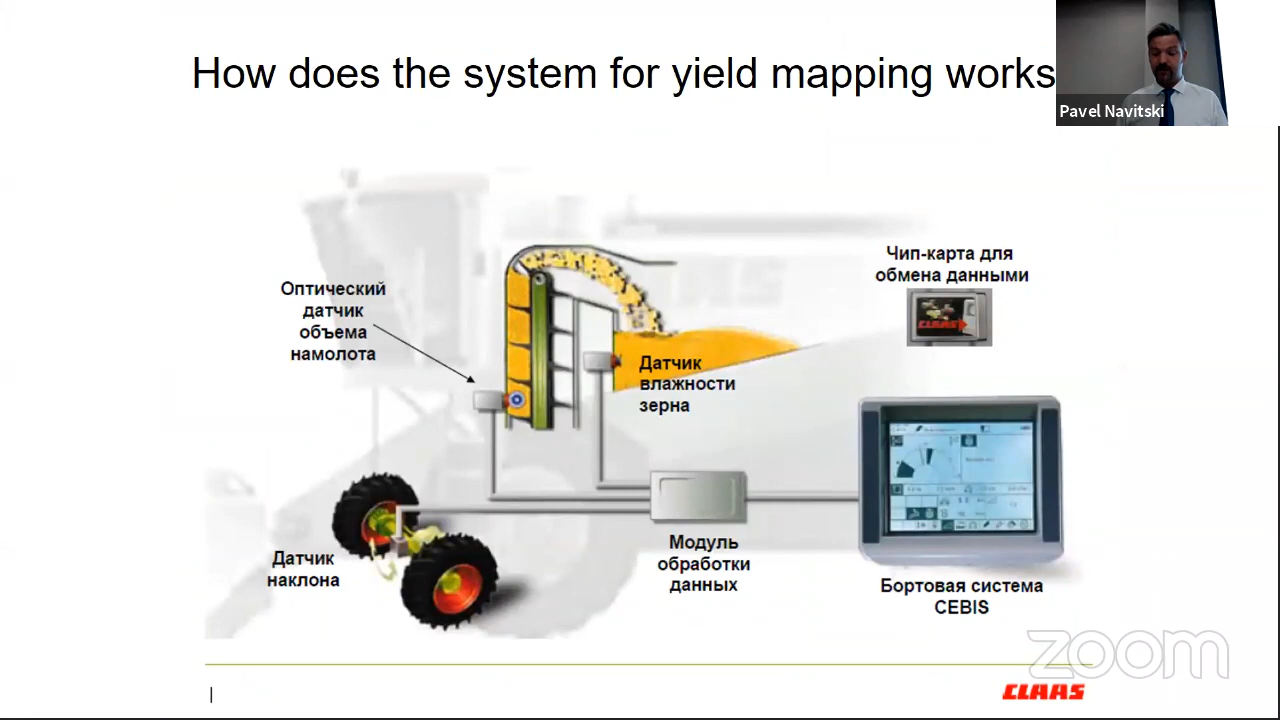 How does the system for yield mapping works
Pavel Navitski
Чип-карта для
обмена данными
CLAAS
Оптический
датчик
объема
намолота
Датчик
влажности
зерна
Датчик
наклона
Модуль
обработки
данных
Бортовая система
CEBIS
zoom
CLAAS